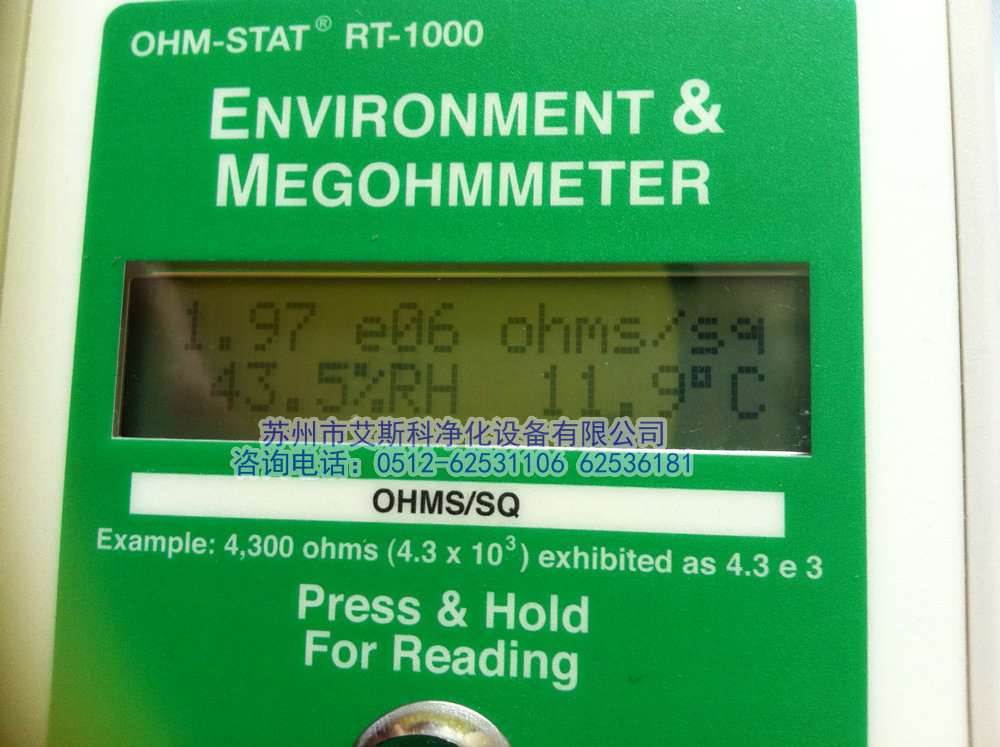 OHM-STAT® RT-1000
ENVIRONMENT &
MEGOHMMETER
1.97 e06 ohms/sq
43.5%RH 11.9°C
苏州市艾斯科净化设备有限公司
咨询电话：0512-62531106 62536181
OHMS/SQ
Example: 4,300 ohms (4.3 x 10³) exhibited as 4.3 e 3
Press & Hold
For Reading